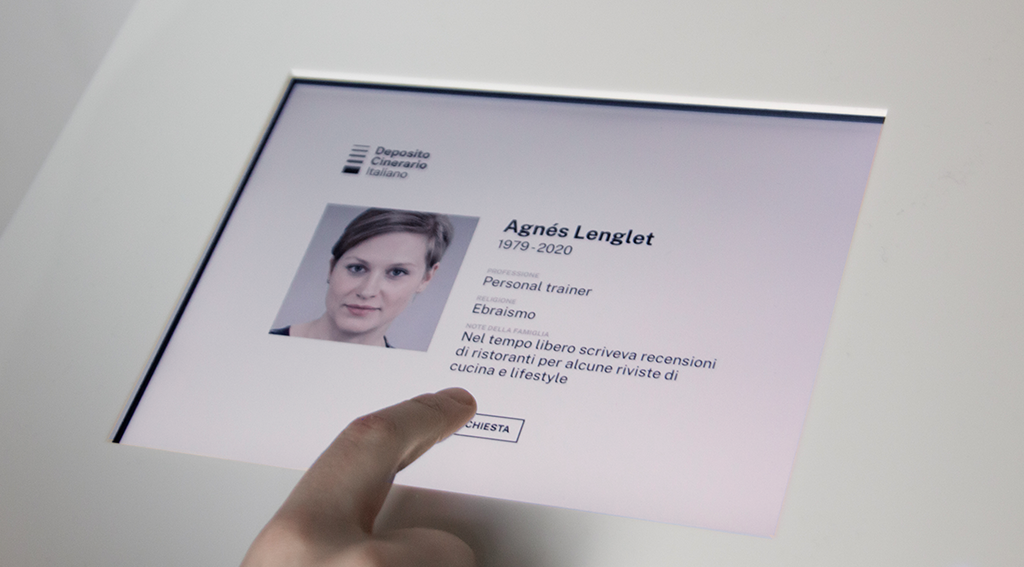 Deposito
Cinerario
Italiano
Agnés Lenglet
1979-2020
PROFESSIONE
Personal trainer
RELIGIONE
Ebraismo
NOTE DELLA FAMIGLIA
Nel tempo libero scriveva recensioni
di ristoranti per alcune riviste di
cucina e lifestyle
CHIESTA